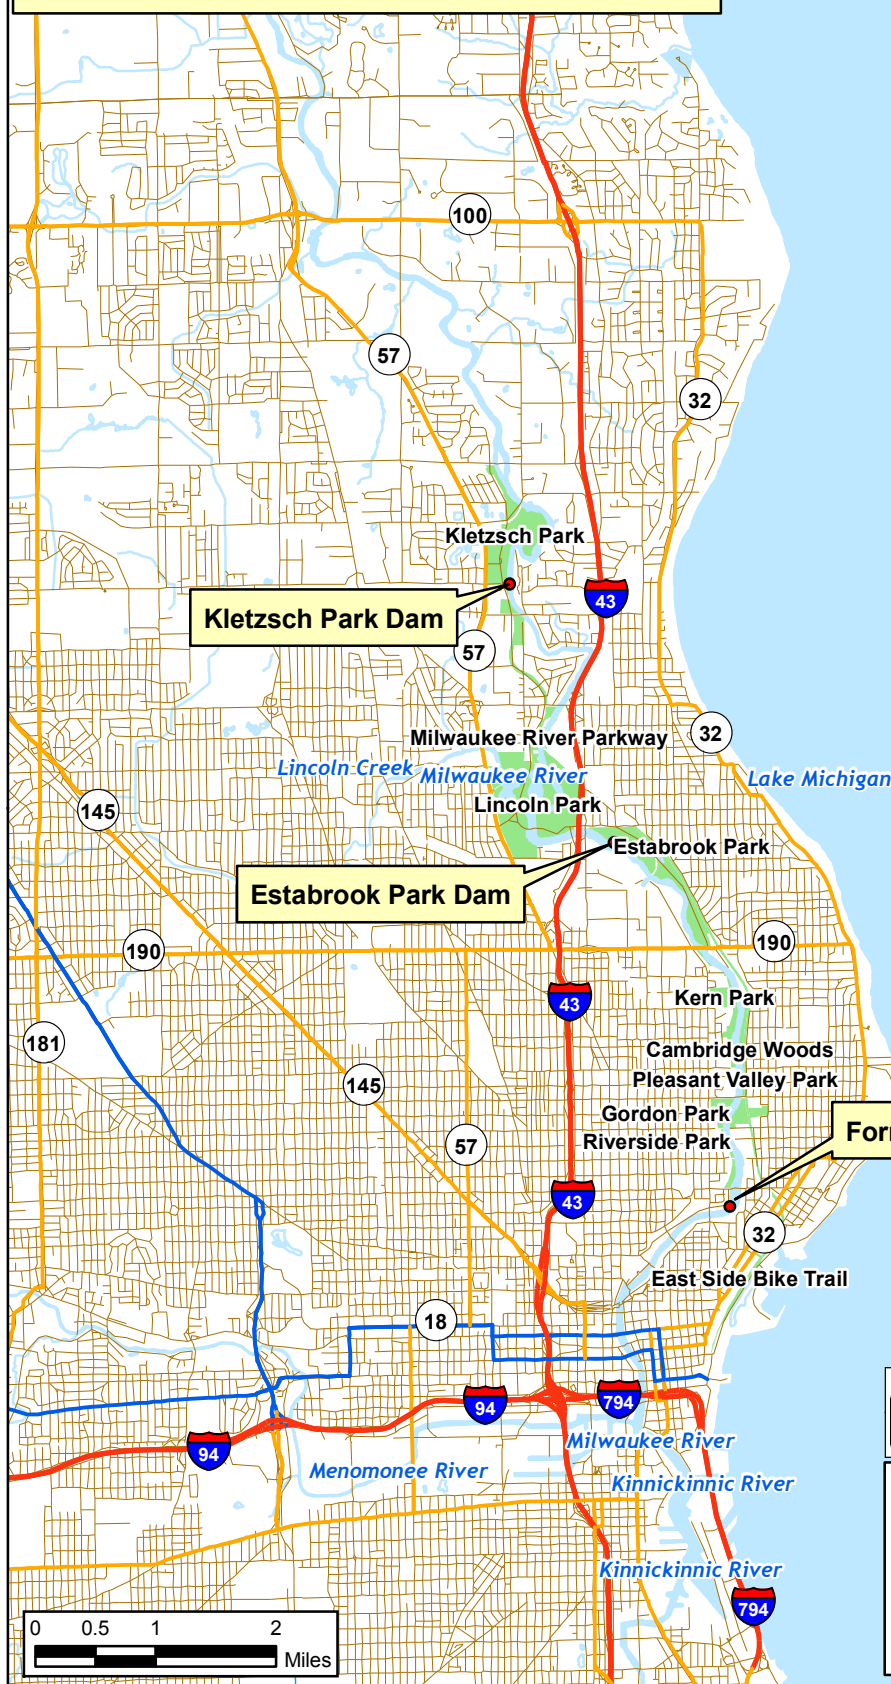 100
57
32
Kletzsch Park
Kletzsch Park Dam
43
57
32
Milwaukee River Parkway
Lincoln Creek
Milwaukee River
Lake Michigan
Lincoln Park
145
Estabrook Park
Estabrook Park Dam
190
190
43
Kern Park
181
Cambridge Woods
Pleasant Valley Park
145
Gordon Park
Riverside Park
57
43
32
East Side Bike Trail
18
94
794
94
Milwaukee River
Menomonee River
Kinnickinnic River
Kinnickinnic River
794
0 0.5 1 2
Miles